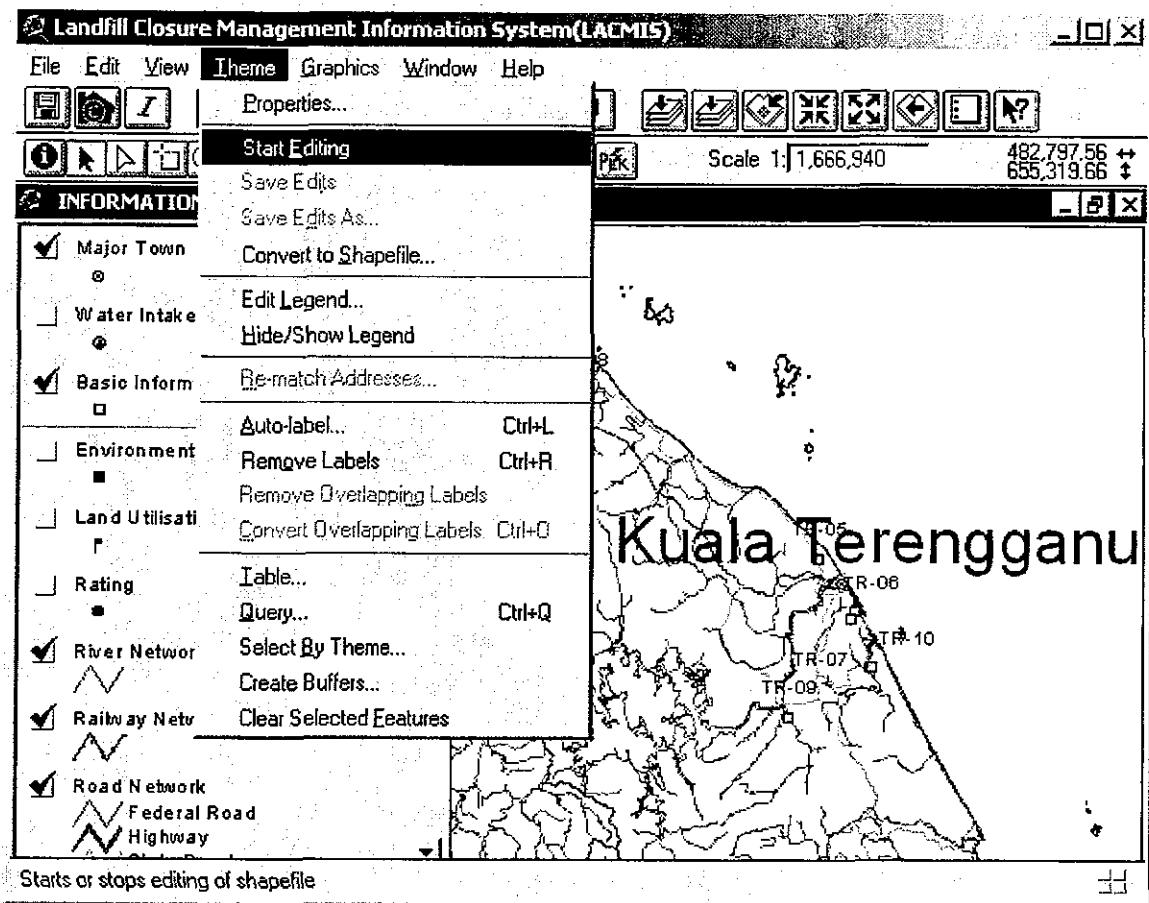 Landfill Closure Management Information System(LACMIS)
File Edit View Theme Graphics Window Help
Properties...
Start Editing
Save Edits
Save Edits As...
Convert to Shapefile...
Edit Legend...
Hide/Show Legend
Re-match Addresses...
Auto-label... Ctrl+L
Remove Labels Ctrl+R
Remove Overlapping Labels
Convert Overlapping Labels Ctrl+O
Table...
Query... Ctrl+Q
Select By Theme...
Create Buffers...
Clear Selected Features
Scale 1: 1,666,940
482,797.56
655,319.66
INFORMATION
Major Town
Water Intake
Basic Inform
Environment
Land Utilisati
Rating
River Networ
Railway Netw
Road Network
Federal Road
Highway
Kuala Terengganu
TR-06
TR-10
TR-07
TR-09
Starts or stops editing of shapefile